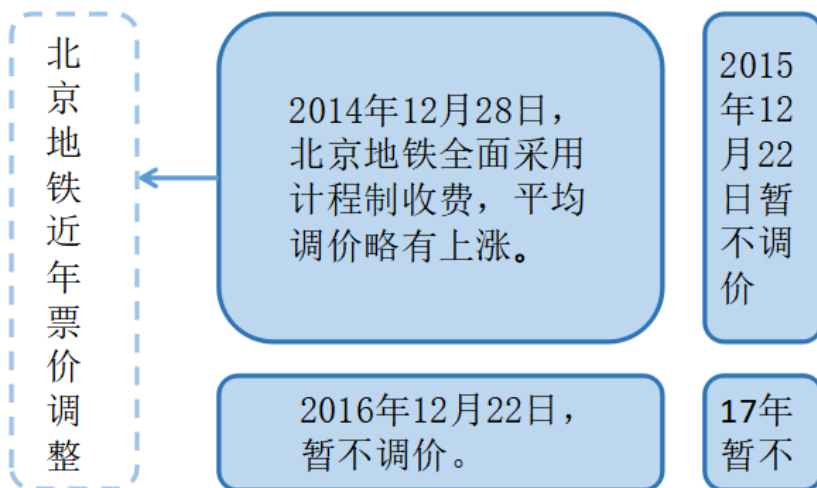 北京地铁近年票价调整
2014年12月28日，
北京地铁全面采用
计程制收费，平均
调价略有上涨。
2015
年12
月22
日暂
不调
价
2016年12月22日，
暂不调价。
17年
暂不